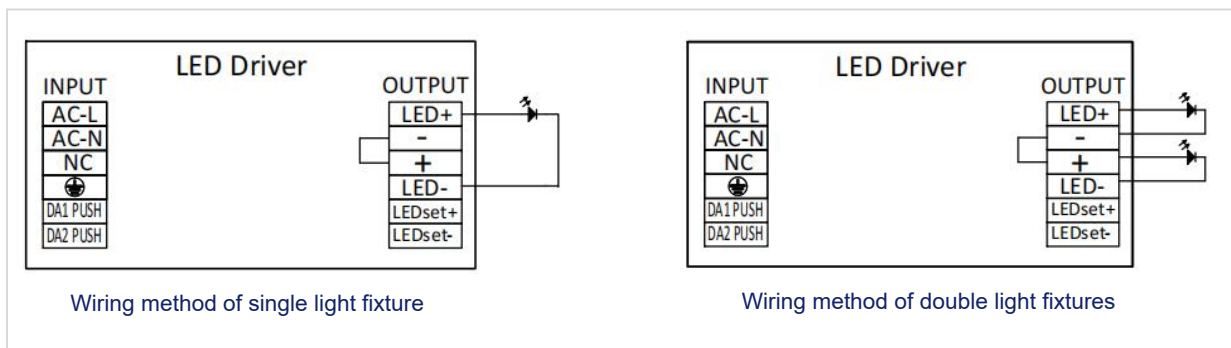 LED Driver
INPUT
OUTPUT
AC-L
LED+
AC-N
-
NC
+
LED-
DA1 PUSH
LEDset+
DA2 PUSH
LEDset-
Wiring method of single light fixture
LED Driver
INPUT
OUTPUT
AC-L
LED+
AC-N
-
NC
+
LED-
DA1 PUSH
LEDset+
DA2 PUSH
LEDset-
Wiring method of double light fixtures